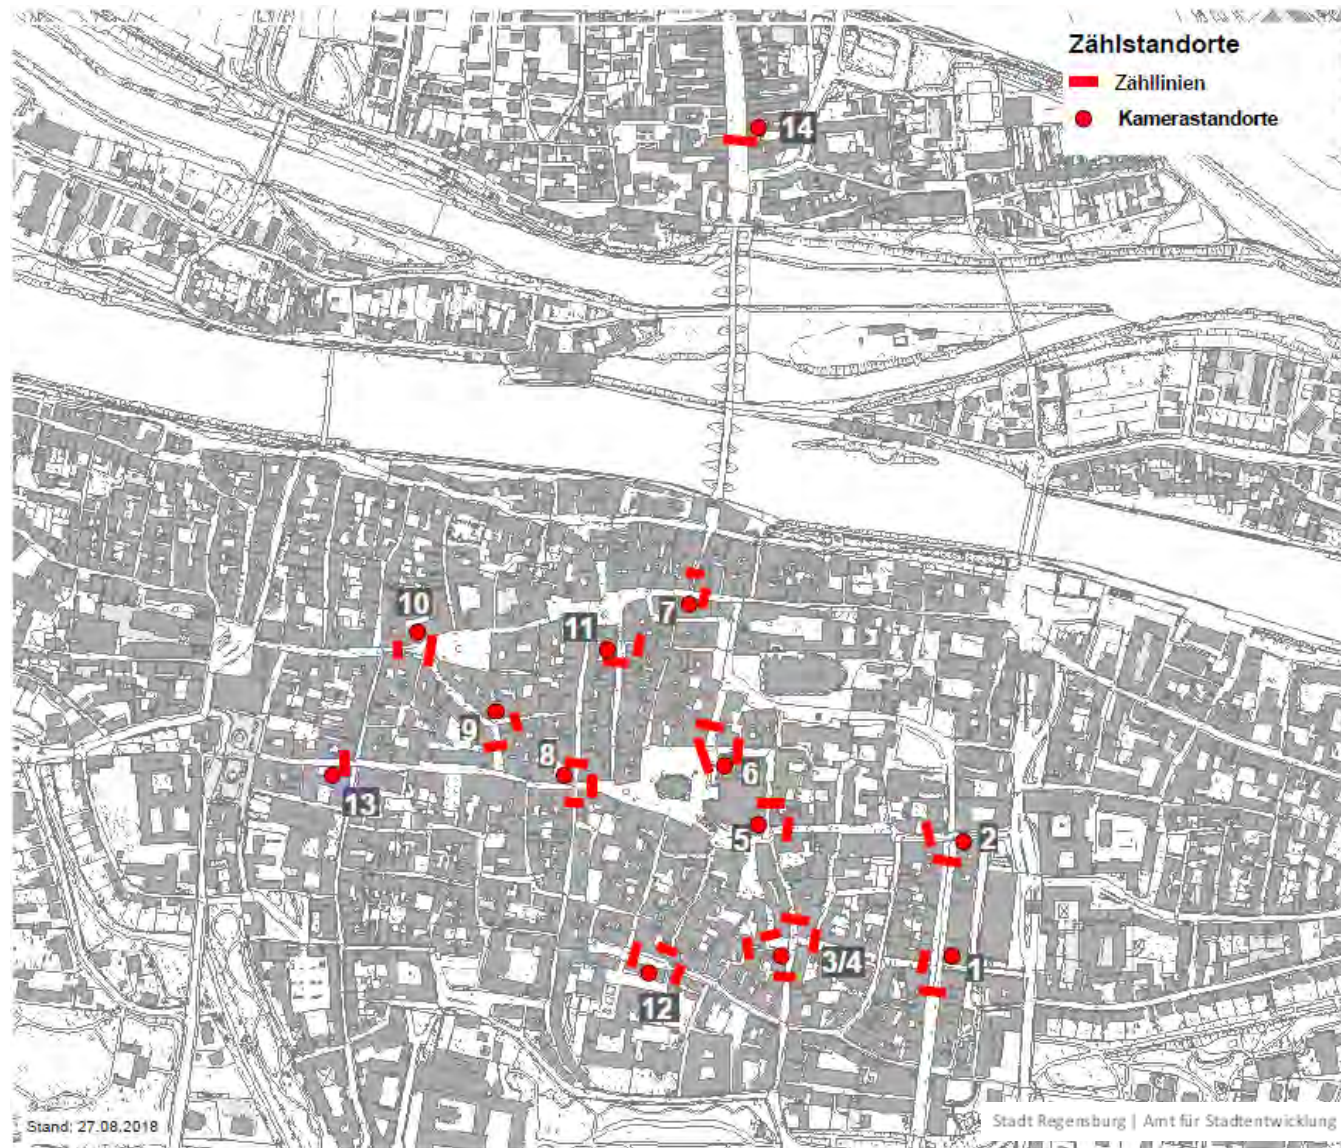 Zählstandorte
Zähllinien
Kamerastandorte
14
10
11
7
9
8
6
13
5
2
3/4
1
12
Stand: 27.08.2018
Stadt Regensburg | Amt für Stadtentwicklung